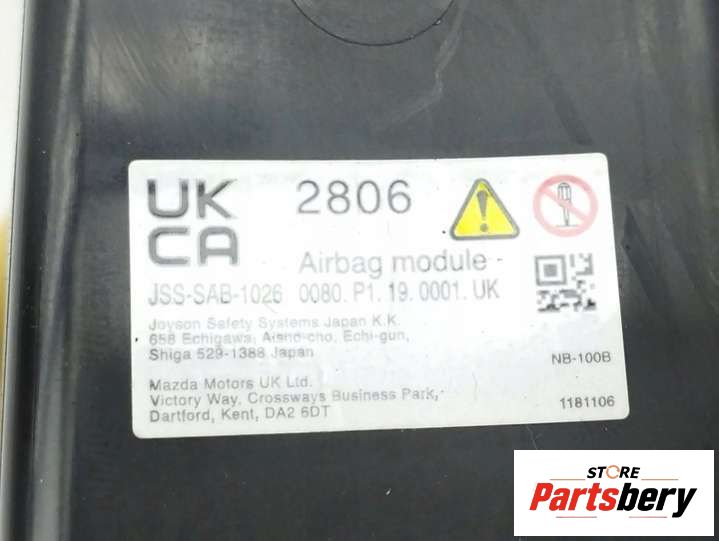 UK
CA
2806
Airbag module
JSS-SAB-1026 0080. P1. 19. 0001. UK
Joyson Safety Systems Japan K.K.
658 Echigawa, Aisho-cho, Echi-gun,
Shiga 529-1388 Japan
NB-100B
Mazda Motors UK Ltd.
Victory Way, Crossways Business Park,
Dartford, Kent, DA2 6DT
1181106
STORE
Partsbery